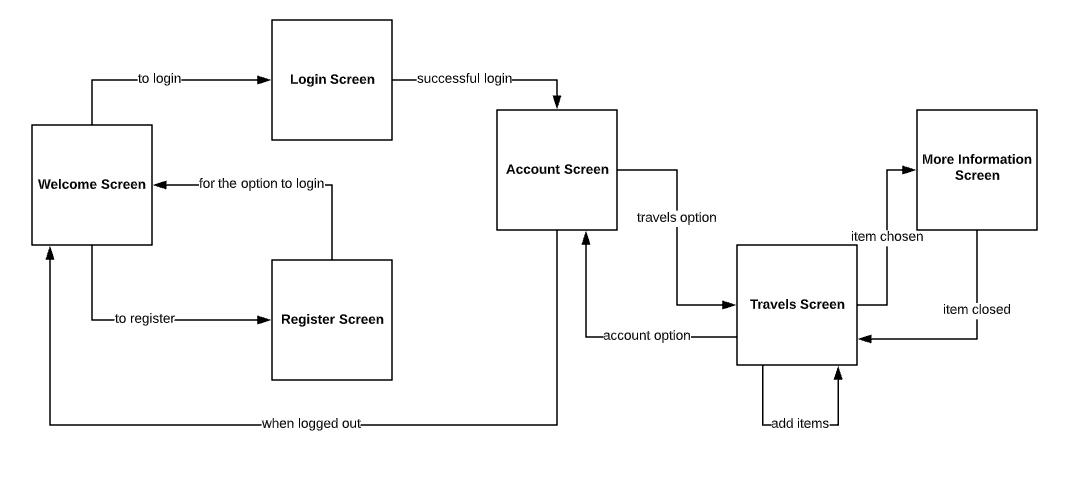 to login
Login Screen
successful login
Welcome Screen
for the option to login
to register
Register Screen
Account Screen
travels option
account option
when logged out
More Information
Screen
item chosen
Travels Screen
item closed
add items